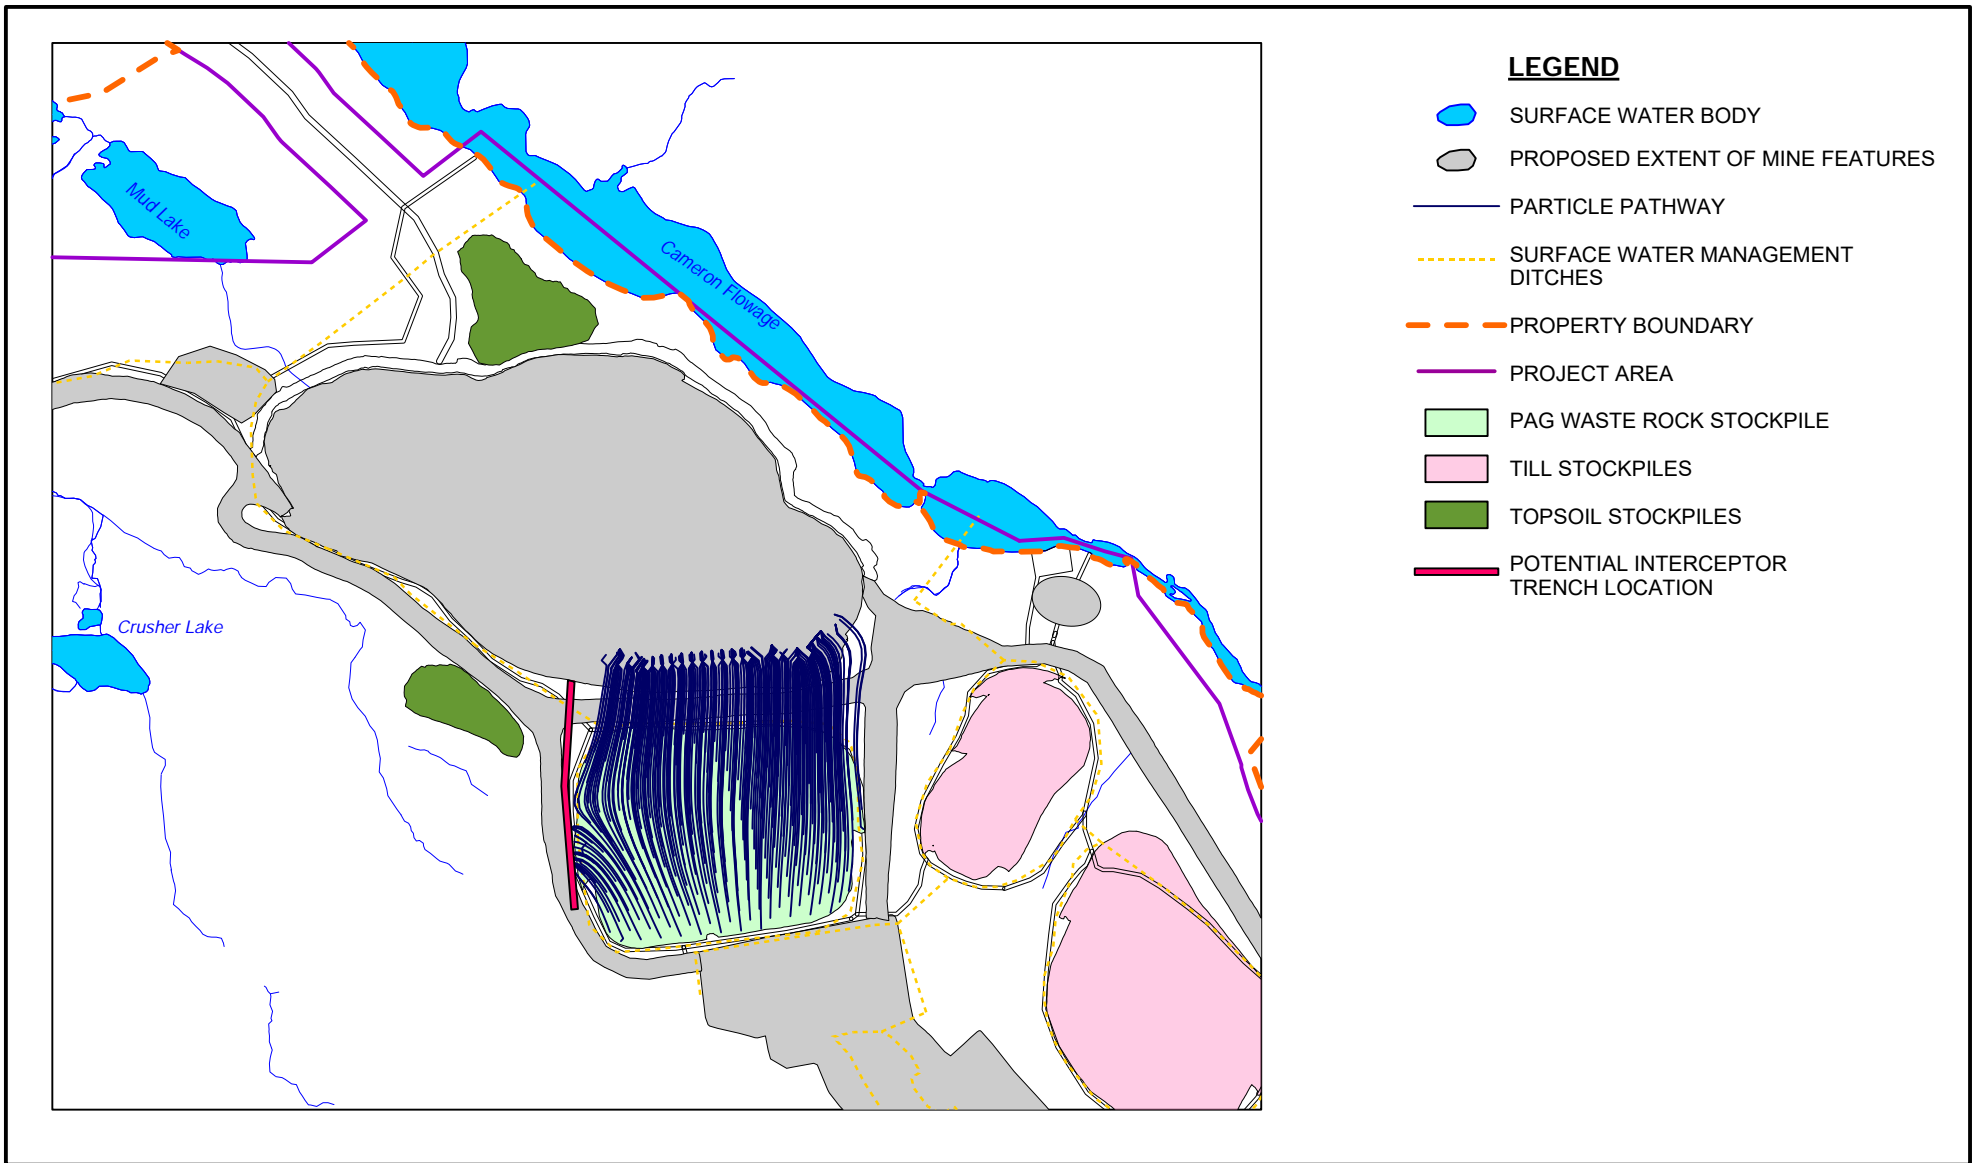 LEGEND
SURFACE WATER BODY
PROPOSED EXTENT OF MINE FEATURES
PARTICLE PATHWAY
SURFACE WATER MANAGEMENT
DITCHES
PROPERTY BOUNDARY
PROJECT AREA
PAG WASTE ROCK STOCKPILE
TILL STOCKPILES
TOPSOIL STOCKPILES
POTENTIAL INTERCEPTOR
TRENCH LOCATION
Mud Lake
Cameron Flowage
Crusher Lake